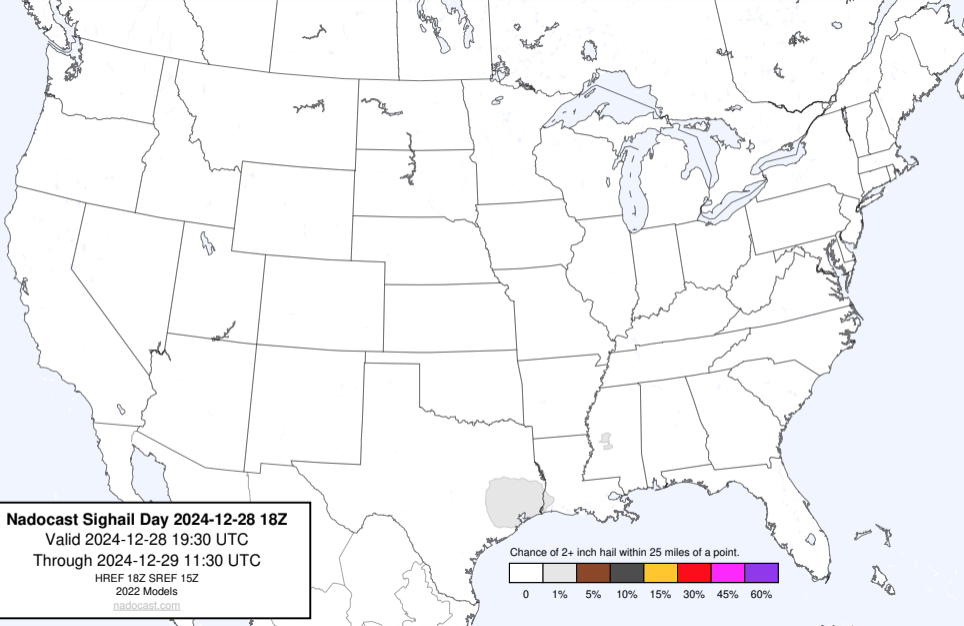 Nadocast Sighail Day 2024-12-28 18Z
Valid 2024-12-28 19:30 UTC
Through 2024-12-29 11:30 UTC
HREF 18Z SREF 15Z
2022 Models
nadocast.com
Chance of 2+ inch hail within 25 miles of a point.
0 1% 5% 10% 15% 30% 45% 60%